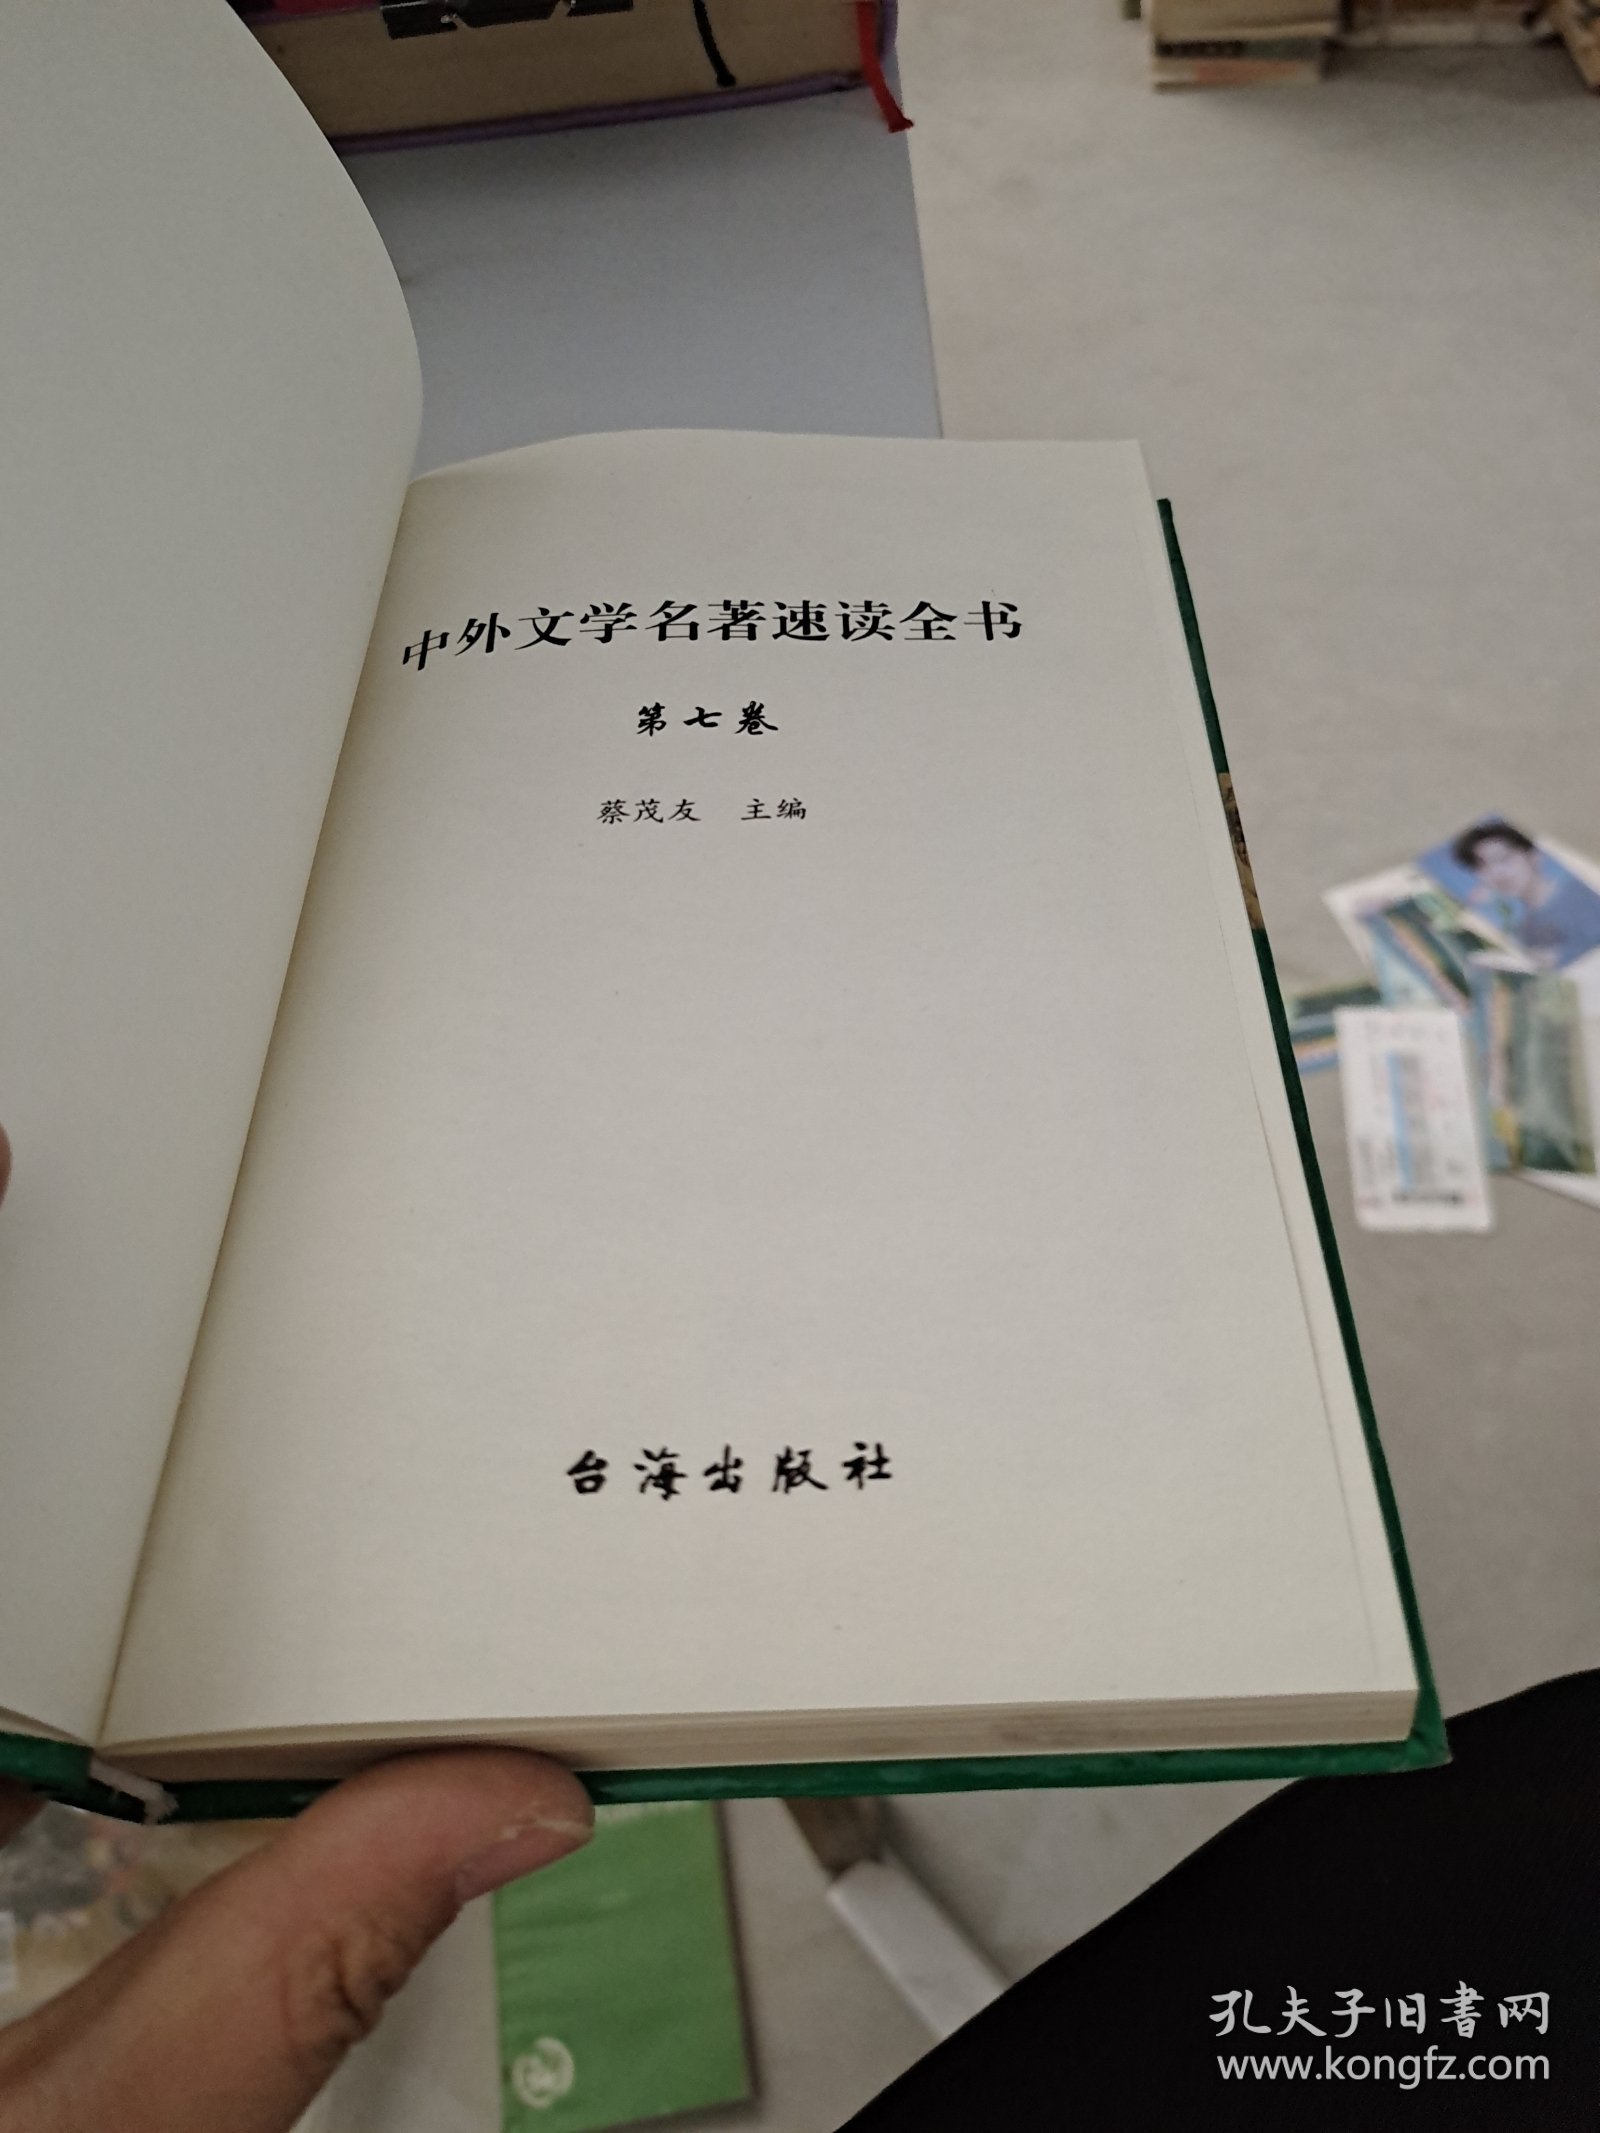 中外文学名著速读全书
第七卷
蔡茂友 主编
台海出版社
孔夫子旧書网
www.kongfz.com